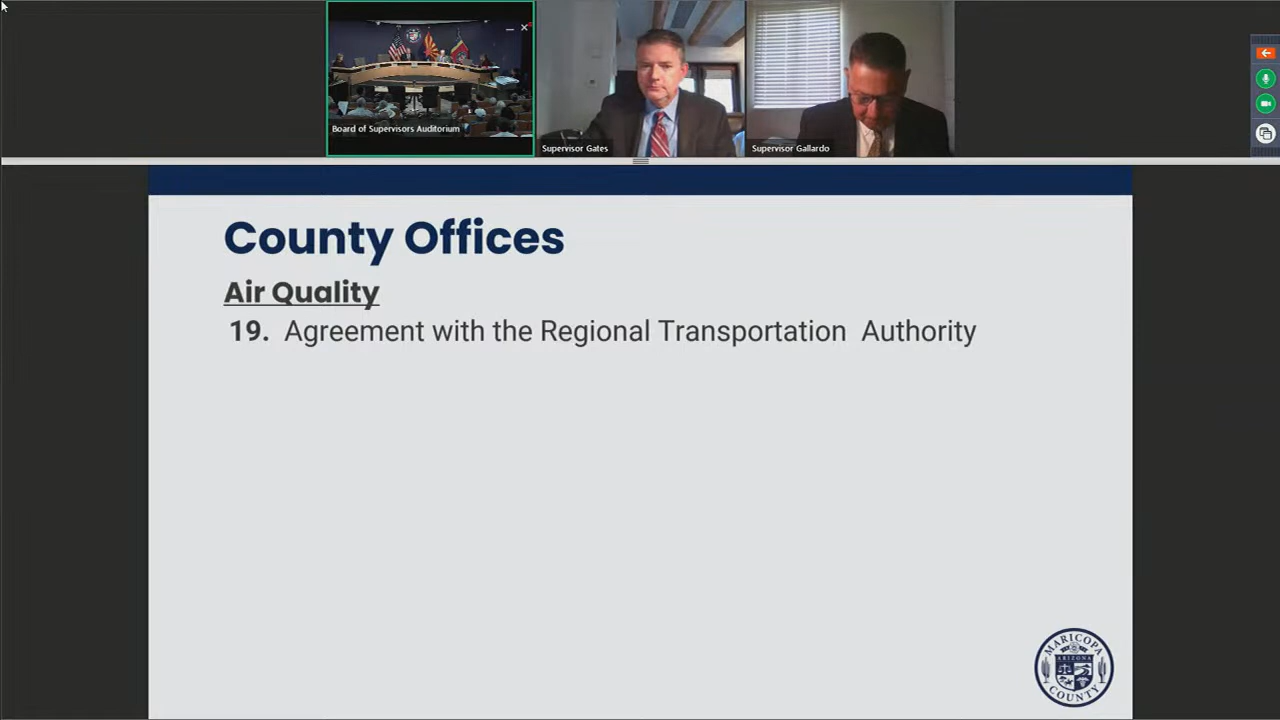 Board of Supervisors Auditorium
Supervisor Gates
Supervisor Gallardo
County Offices
Air Quality
19. Agreement with the Regional Transportation Authority
MARICOPA
ARIZONA
COUNTY